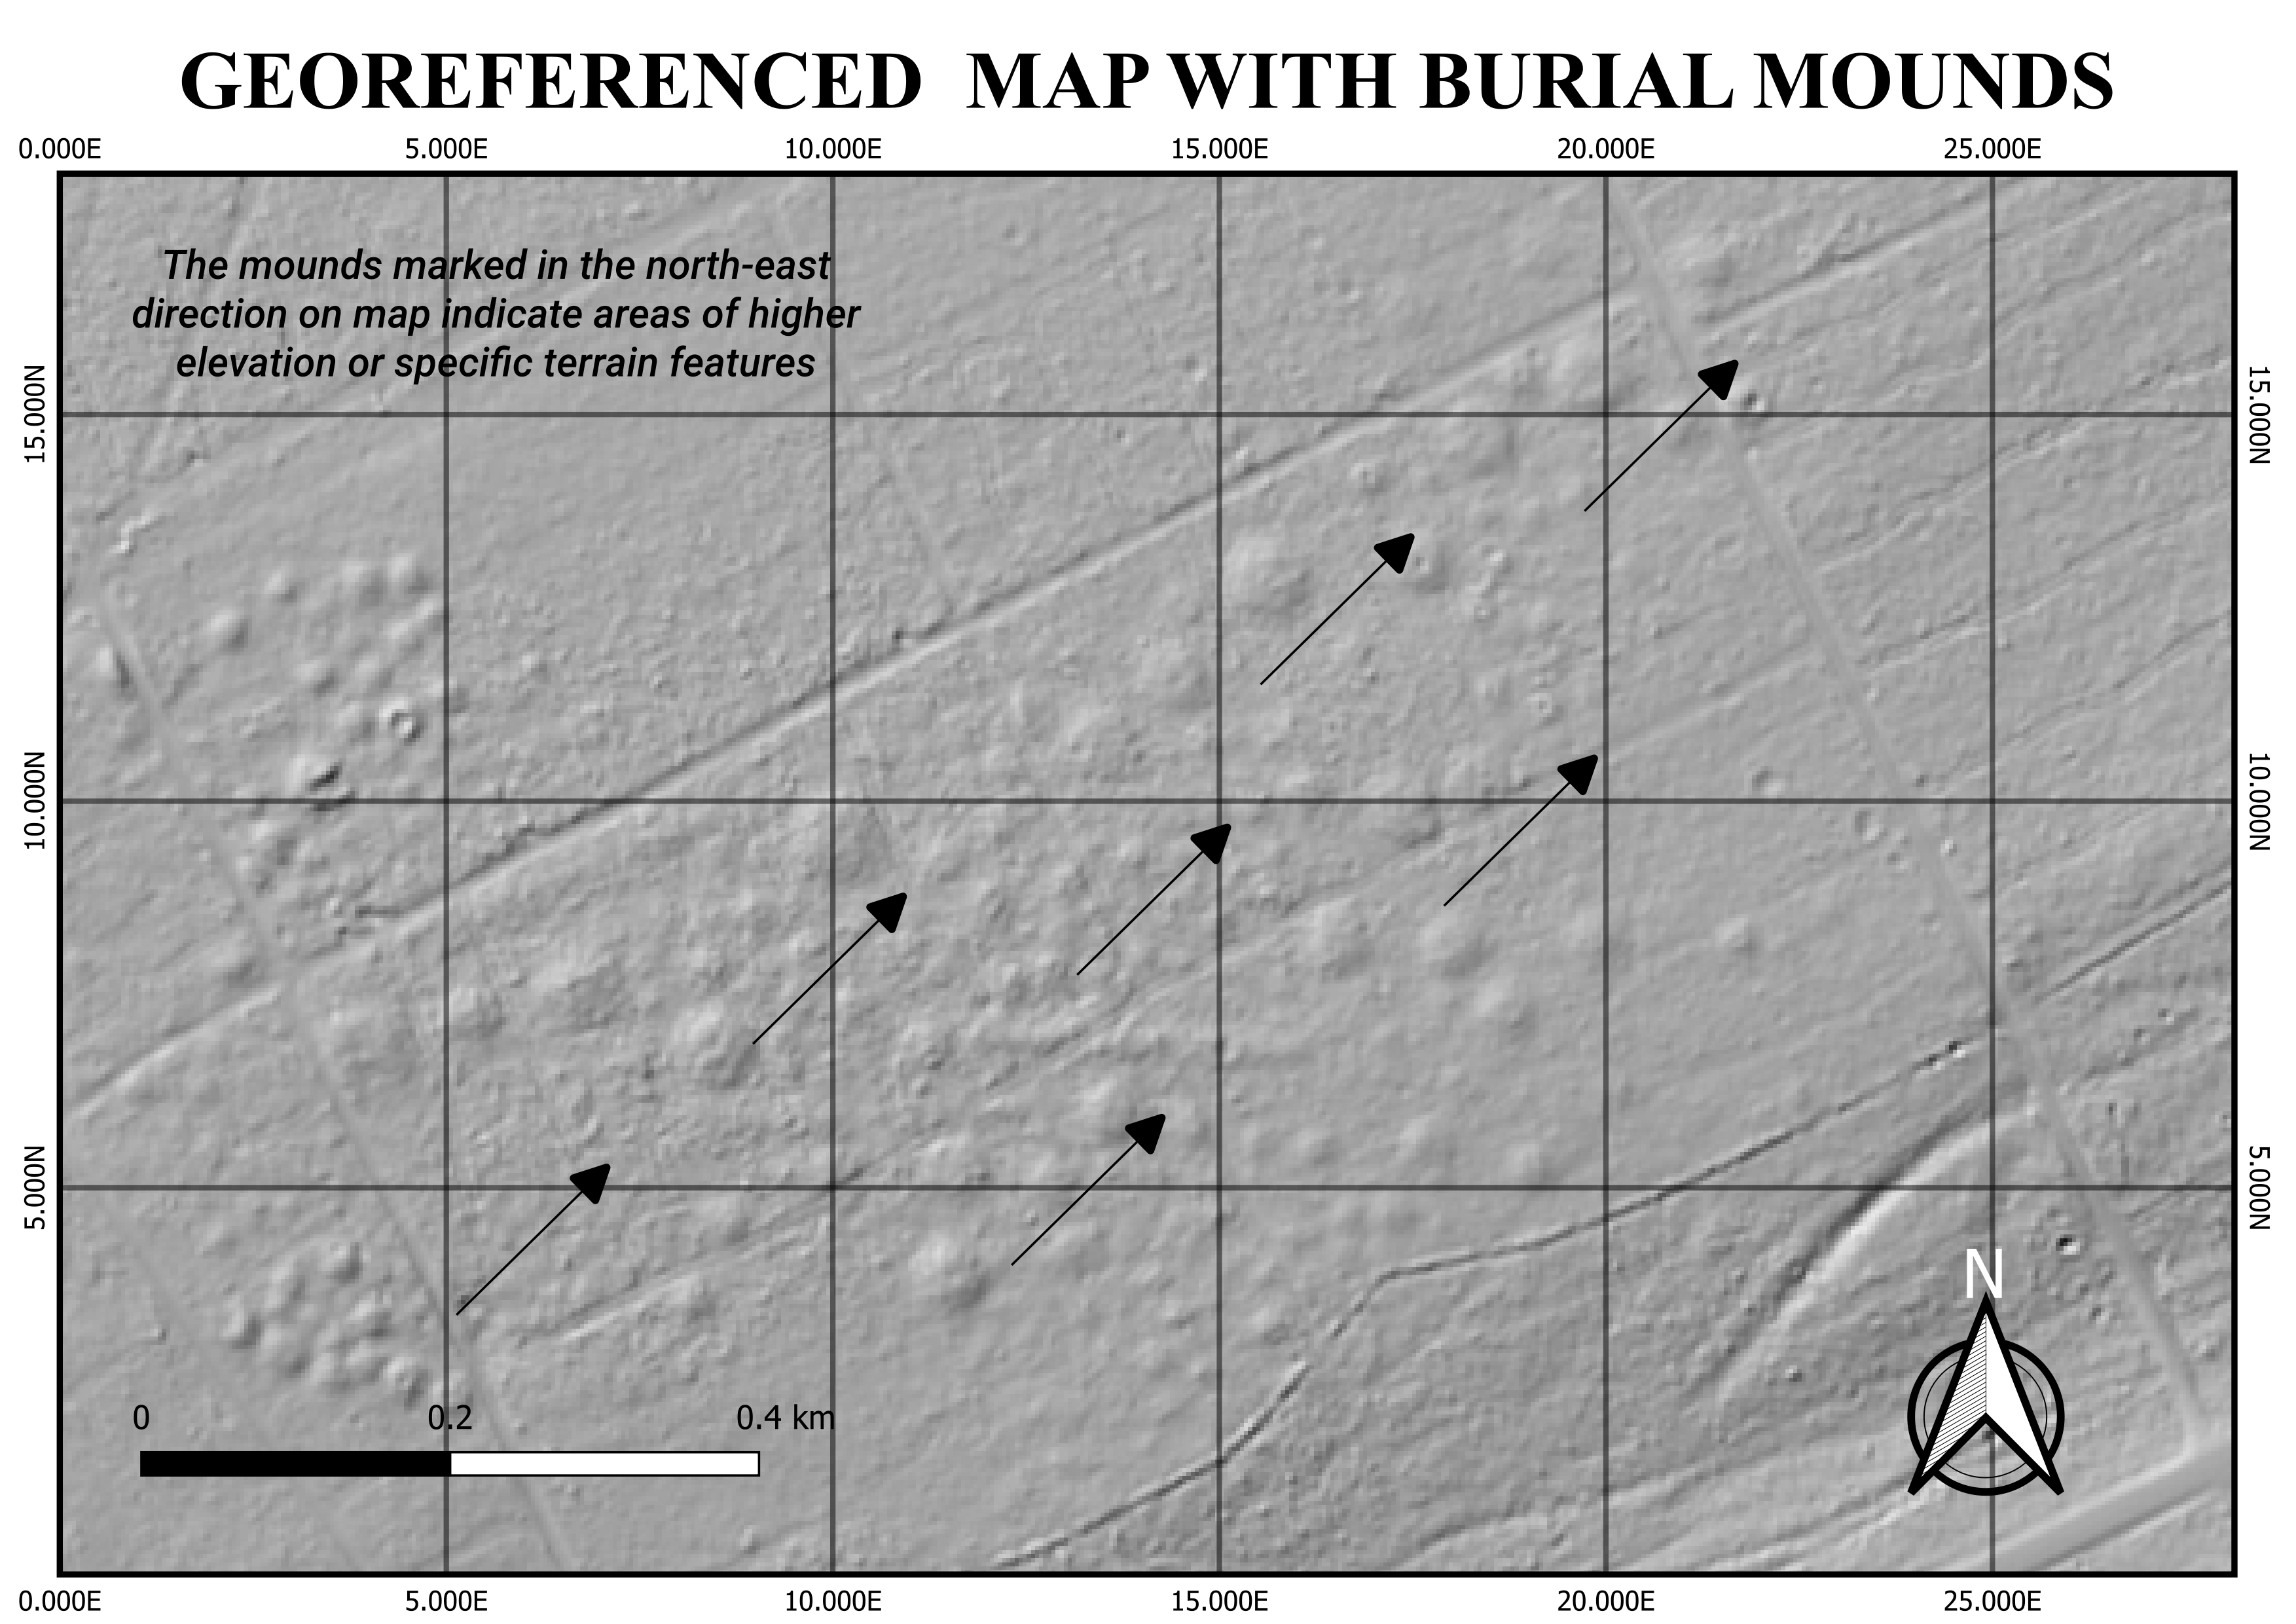 GEOREFERENCED MAP WITH BURIAL MOUNDS
0.000E 5.000E 10.000E 15.000E 20.000E 25.000E
The mounds marked in the north-east
direction on map indicate areas of higher
elevation or specific terrain features
15.000N 15.000N
10.000N 10.000N
5.000N 5.000N
N
0 0.2 0.4 km
0.000E 5.000E 10.000E 15.000E 20.000E 25.000E